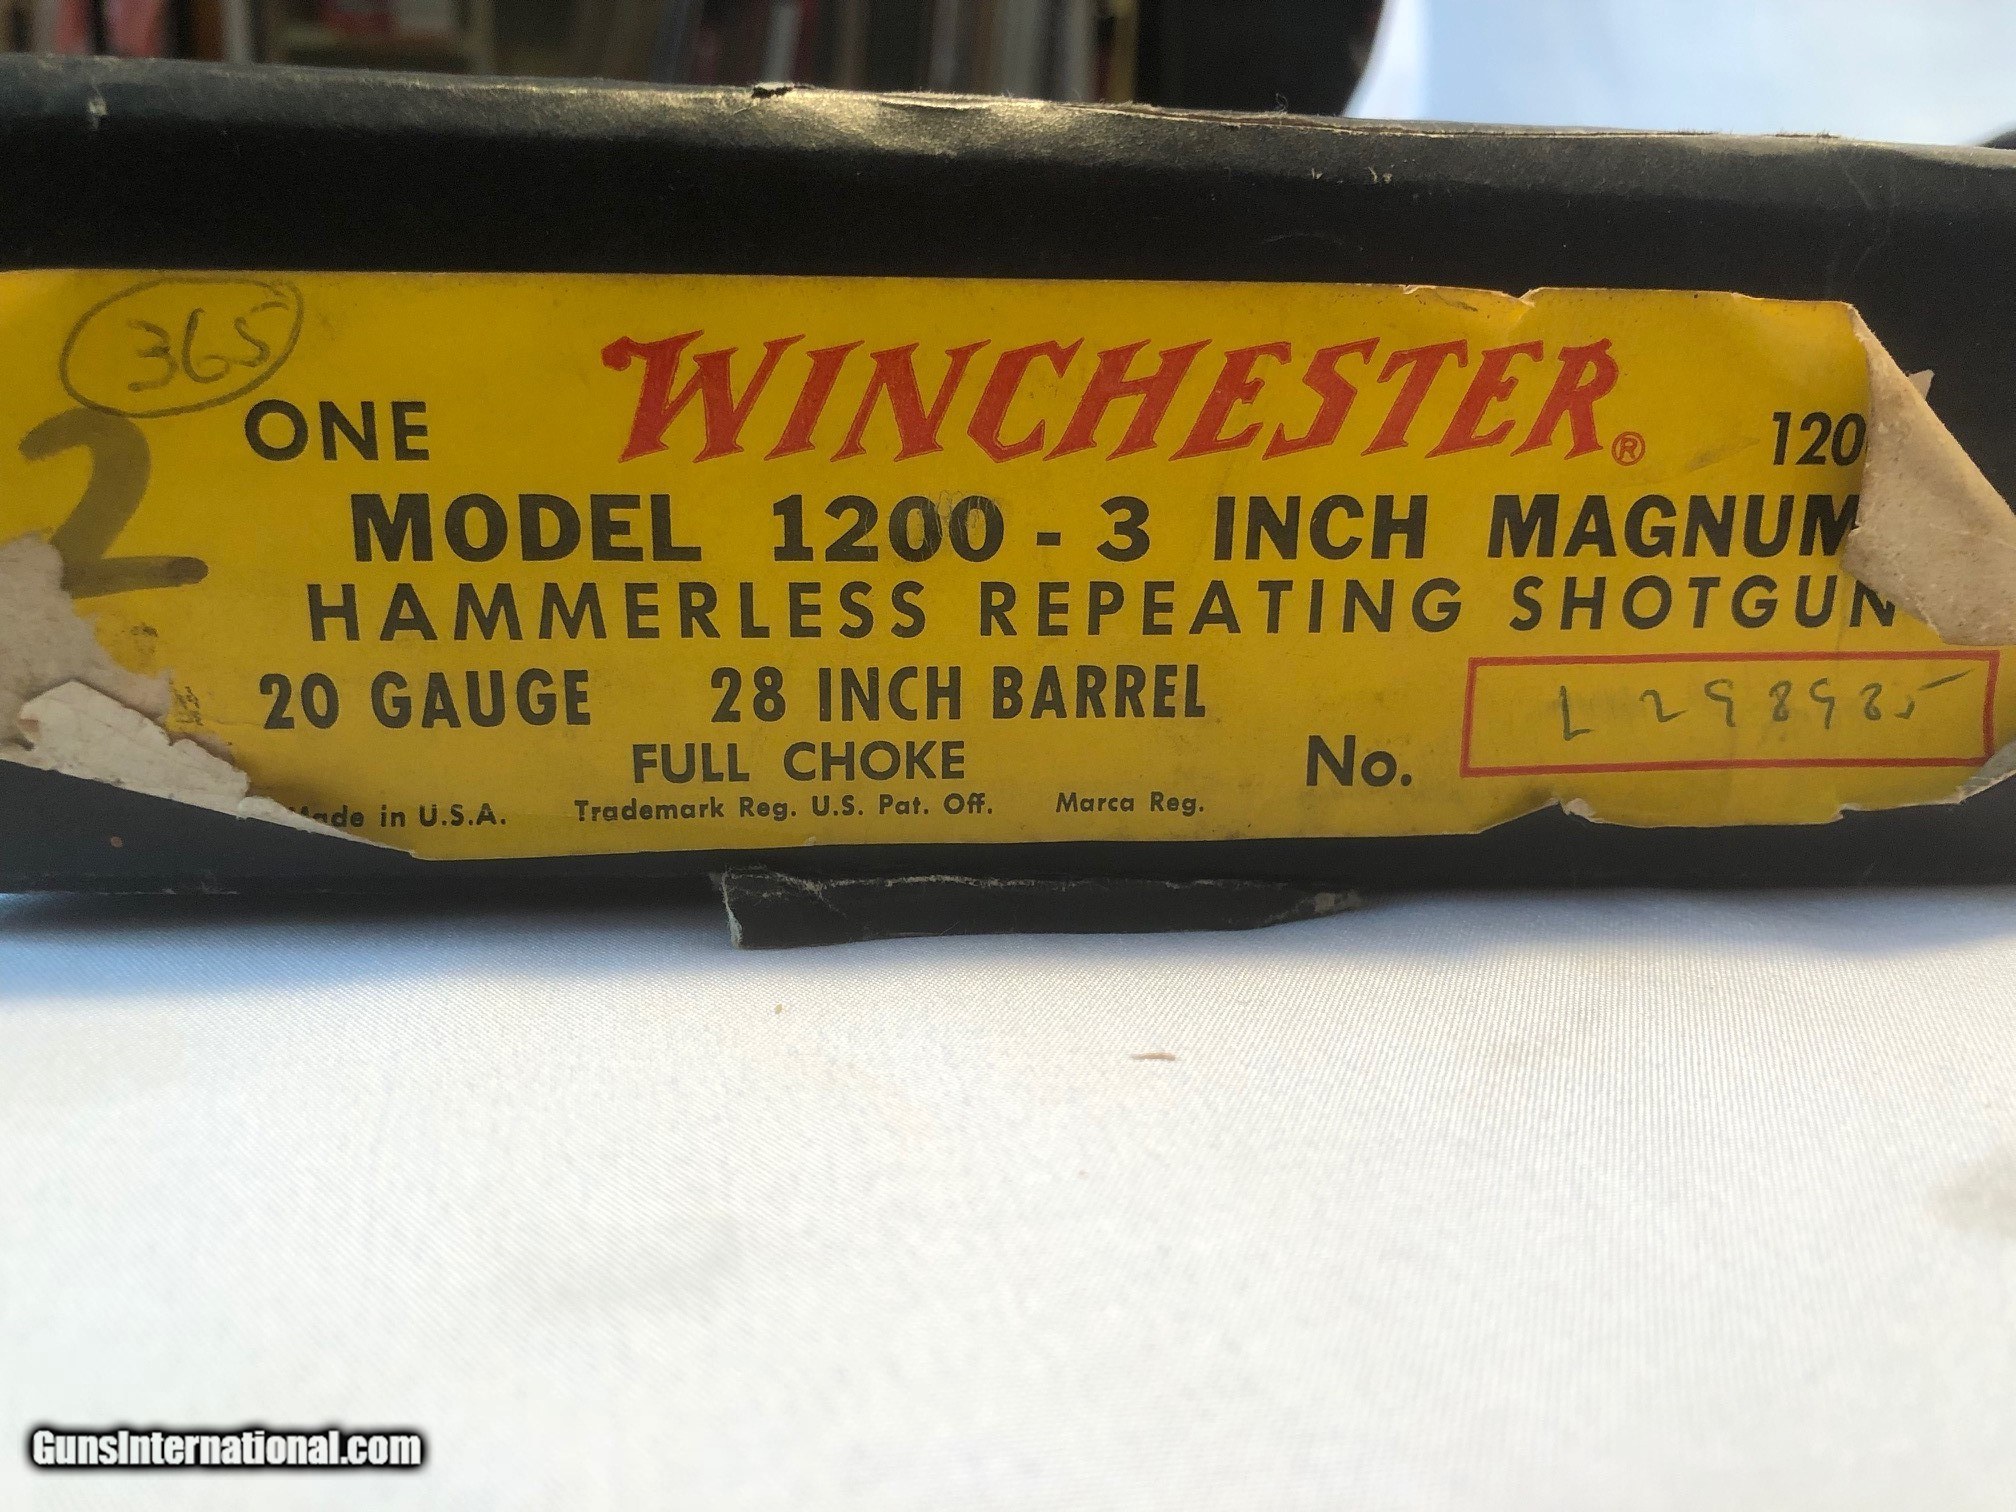 365
2
ONE WINCHESTER® 120
MODEL 1200 - 3 INCH MAGNUM
HAMMERLESS REPEATING SHOTGUN
20 GAUGE 28 INCH BARREL
FULL CHOKE No. L298985
Made in U.S.A. Trademark Reg. U.S. Pat. Off. Marca Reg.
GunsInternational.com